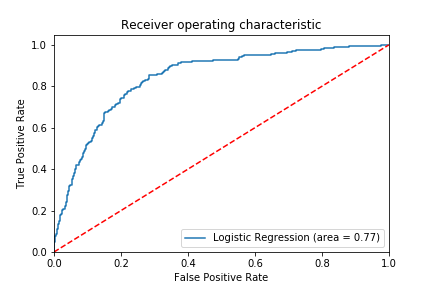 Receiver operating characteristic
True Positive Rate
1.0
0.8
0.6
0.4
0.2
0.0
Logistic Regression (area = 0.77)
0.0 0.2 0.4 0.6 0.8 1.0
False Positive Rate